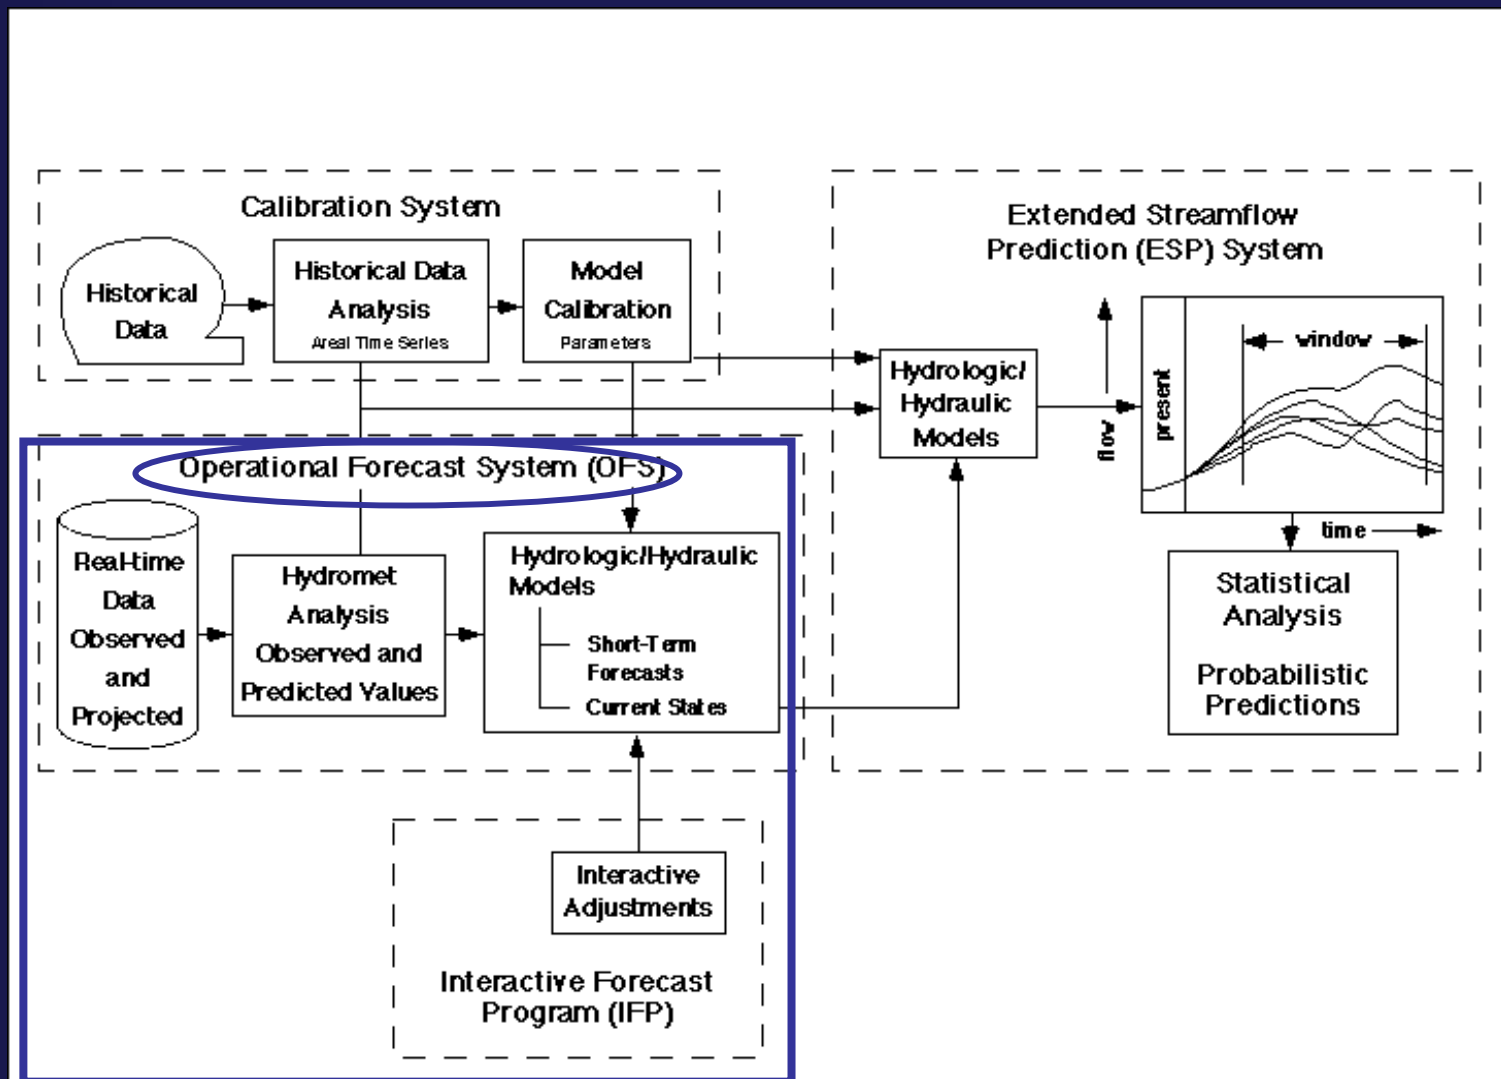 Calibration System
Historical
Data
Historical Data
Analysis
Areal Time Series
Model
Calibration
Parameters
Operational Forecast System (OFS)
Real-time
Data
Observed
and
Projected
Hydromet
Analysis
Observed and
Predicted Values
Hydrologic/Hydraulic
Models
Short-Term
Forecasts
Current States
Interactive
Adjustments
Interactive Forecast
Program (IFP)
Extended Streamflow
Prediction (ESP) System
Hydrologic/
Hydraulic
Models
flow
present
window
time
Statistical
Analysis
Probabilistic
Predictions